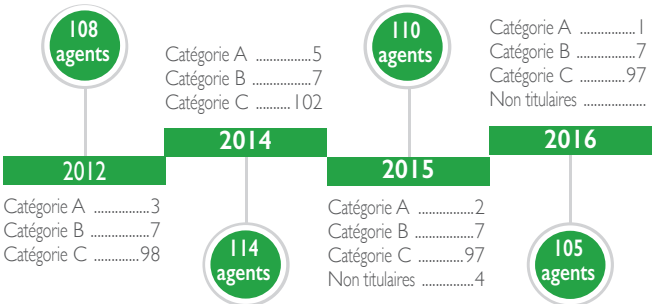 108
agents
2012
Catégorie A ..............3
Catégorie B ..............7
Catégorie C .............98
Catégorie A ..............5
Catégorie B ..............7
Catégorie C ......... 102
2014
114
agents
110
agents
2015
Catégorie A ..............2
Catégorie B ..............7
Catégorie C .............97
Non titulaires .............4
Catégorie A ..............1
Catégorie B ..............7
Catégorie C ............97
Non titulaires ................
2016
105
agents